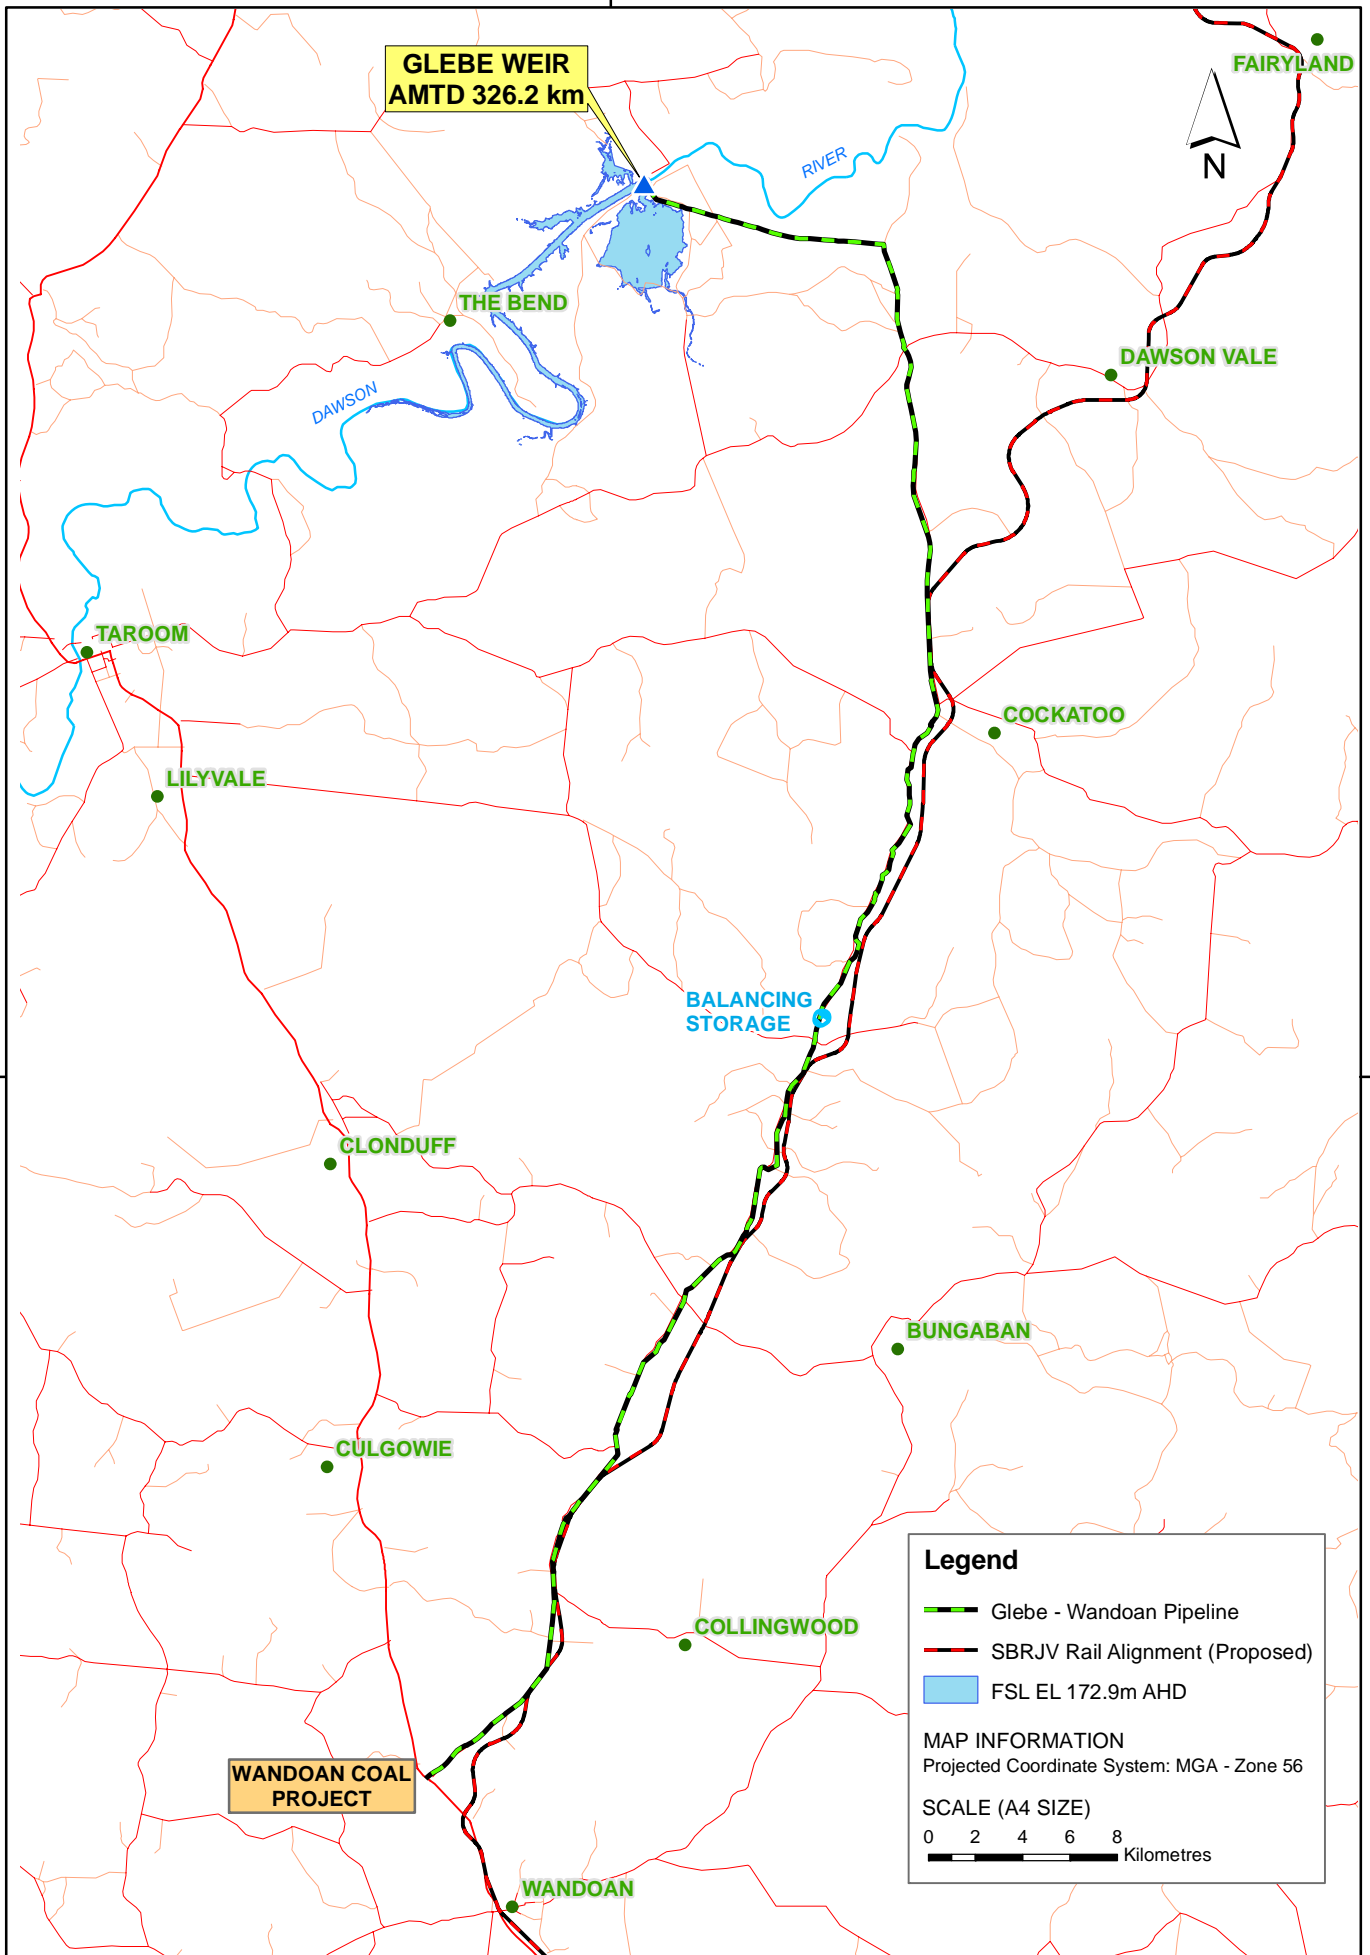 GLEBE WEIR
AMTD 326.2 km
FAIRYLAND
N
RIVER
THE BEND
DAWSON VALE
DAWSON
TAROOM
COCKATOO
LILYVALE
BALANCING
STORAGE
CLONDUFF
BUNGABAN
CULGOWIE
COLLINGWOOD
WANDOAN COAL
PROJECT
WANDOAN
Legend
Glebe - Wandoan Pipeline
SBRJV Rail Alignment (Proposed)
FSL EL 172.9m AHD
MAP INFORMATION
Projected Coordinate System: MGA - Zone 56
SCALE (A4 SIZE)
0 2 4 6 8
Kilometres